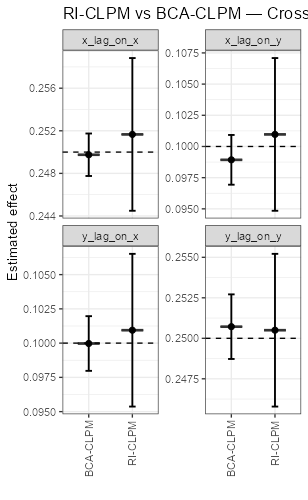 RI-CLPM vs BCA-CLPM — Cross
x_lag_on_x
x_lag_on_y
0.256
0.252
0.248
0.244
0.1075
0.1050
0.1025
0.1000
0.0975
0.0950
y_lag_on_x
y_lag_on_y
0.1050
0.1025
0.1000
0.0975
0.0950
0.2550
0.2525
0.2500
0.2475
BCA-CLPM
RI-CLPM
BCA-CLPM
RI-CLPM
Estimated effect